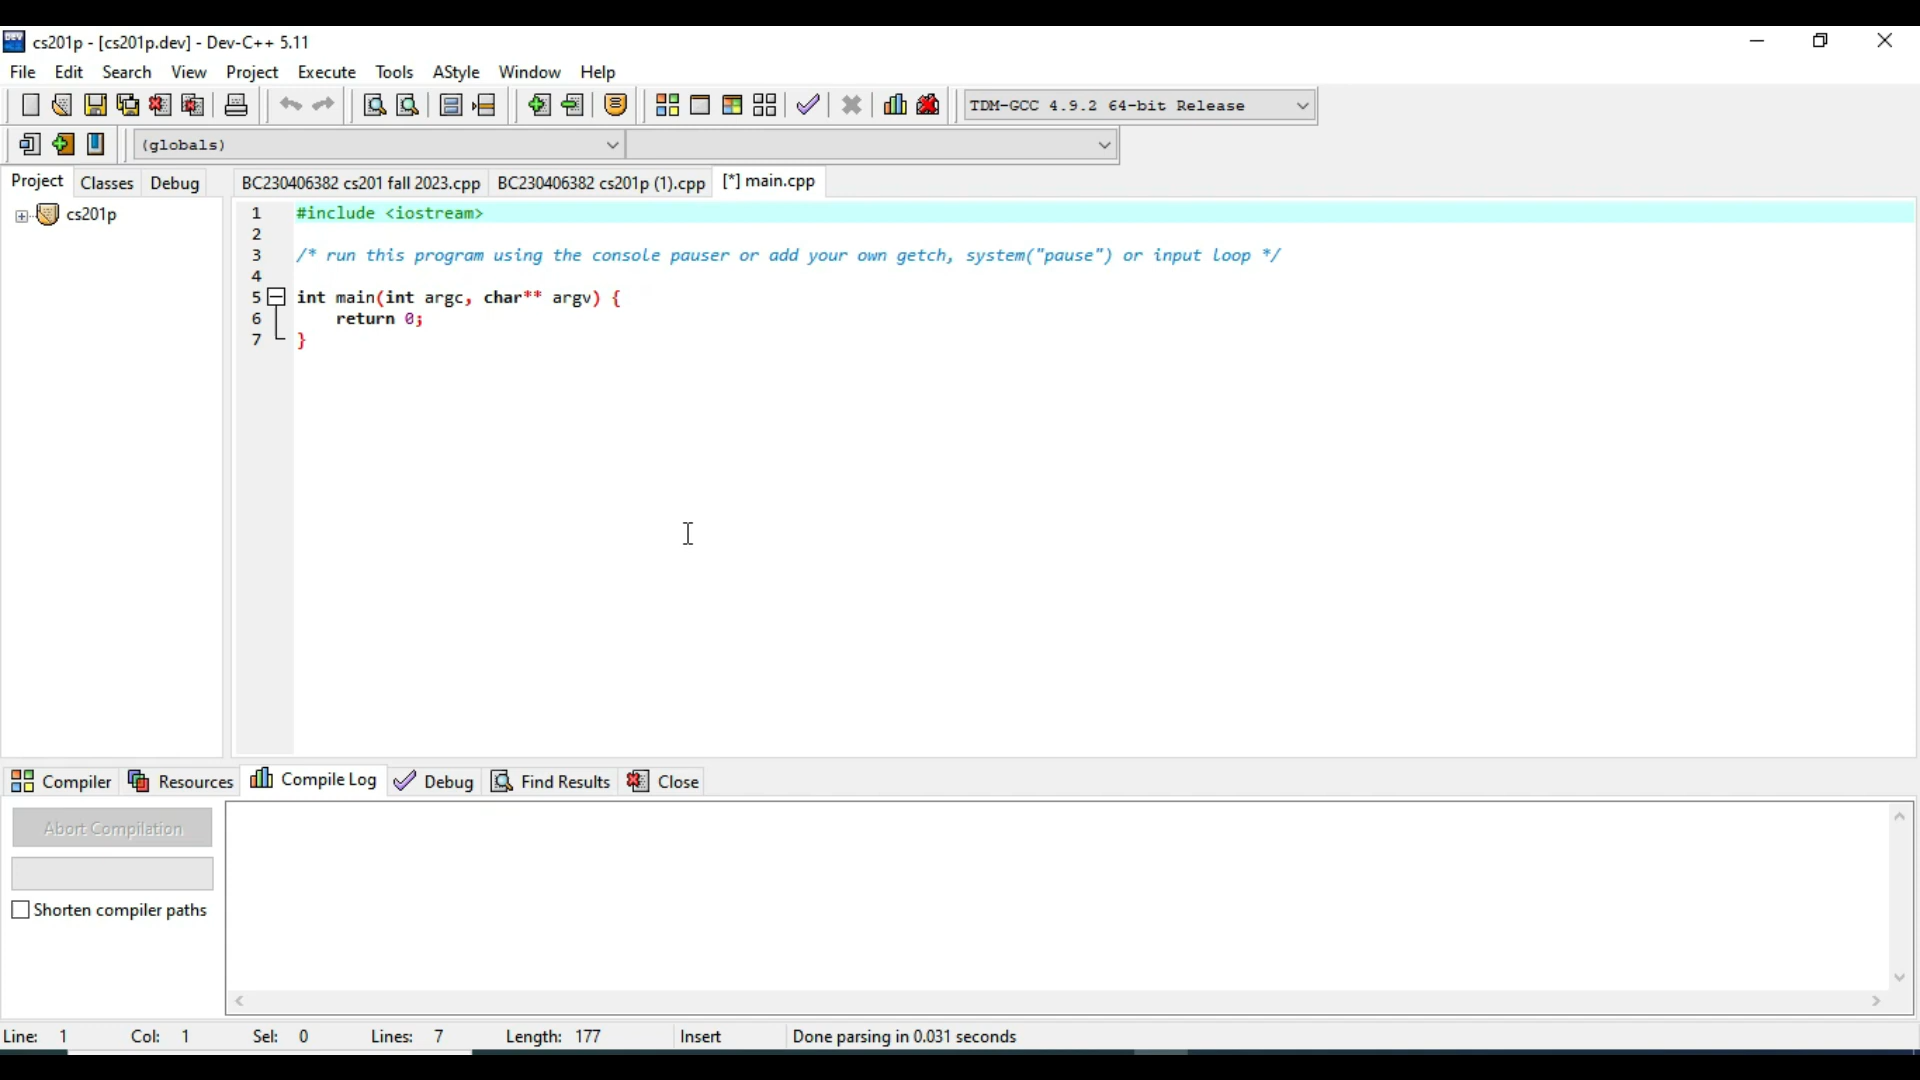 cs201p - [cs201p.dev] - Dev-C++ 5.11
File Edit Search View Project Execute Tools AStyle Window Help
TDM-GCC 4.9.2 64-bit Release
(globals)
Project Classes Debug
BC230406382 cs201 fall 2023.cpp BC230406382 cs201p (1).cpp [*] main.cpp
cs201p
1 #include <iostream>
2
3 /* run this program using the console pauser or add your own getch, system("pause") or input loop */
4
5 int main(int argc, char** argv) {
6 return 0;
7 }
Compiler Resources Compile Log Debug Find Results Close
Abort Compilation
Shorten compiler paths
Line: 1 Col: 1 Sel: 0 Lines: 7 Length: 177 Insert Done parsing in 0.031 seconds